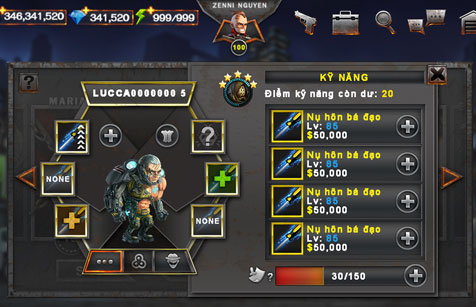 ZENNI NGUYEN
346,321,520
341,520
999/999
100
?
MARIA
LUCCA0000000 5
KỸ NĂNG
Điểm kỹ năng còn dư: 20
Nụ hôn bá đạo
Lv: 85
$50,000
Nụ hôn bá đạo
Lv: 85
$50,000
Nụ hôn bá đạo
Lv: 85
$50,000
Nụ hôn bá đạo
Lv: 85
$50,000
?
NONE
NONE
? 30/150